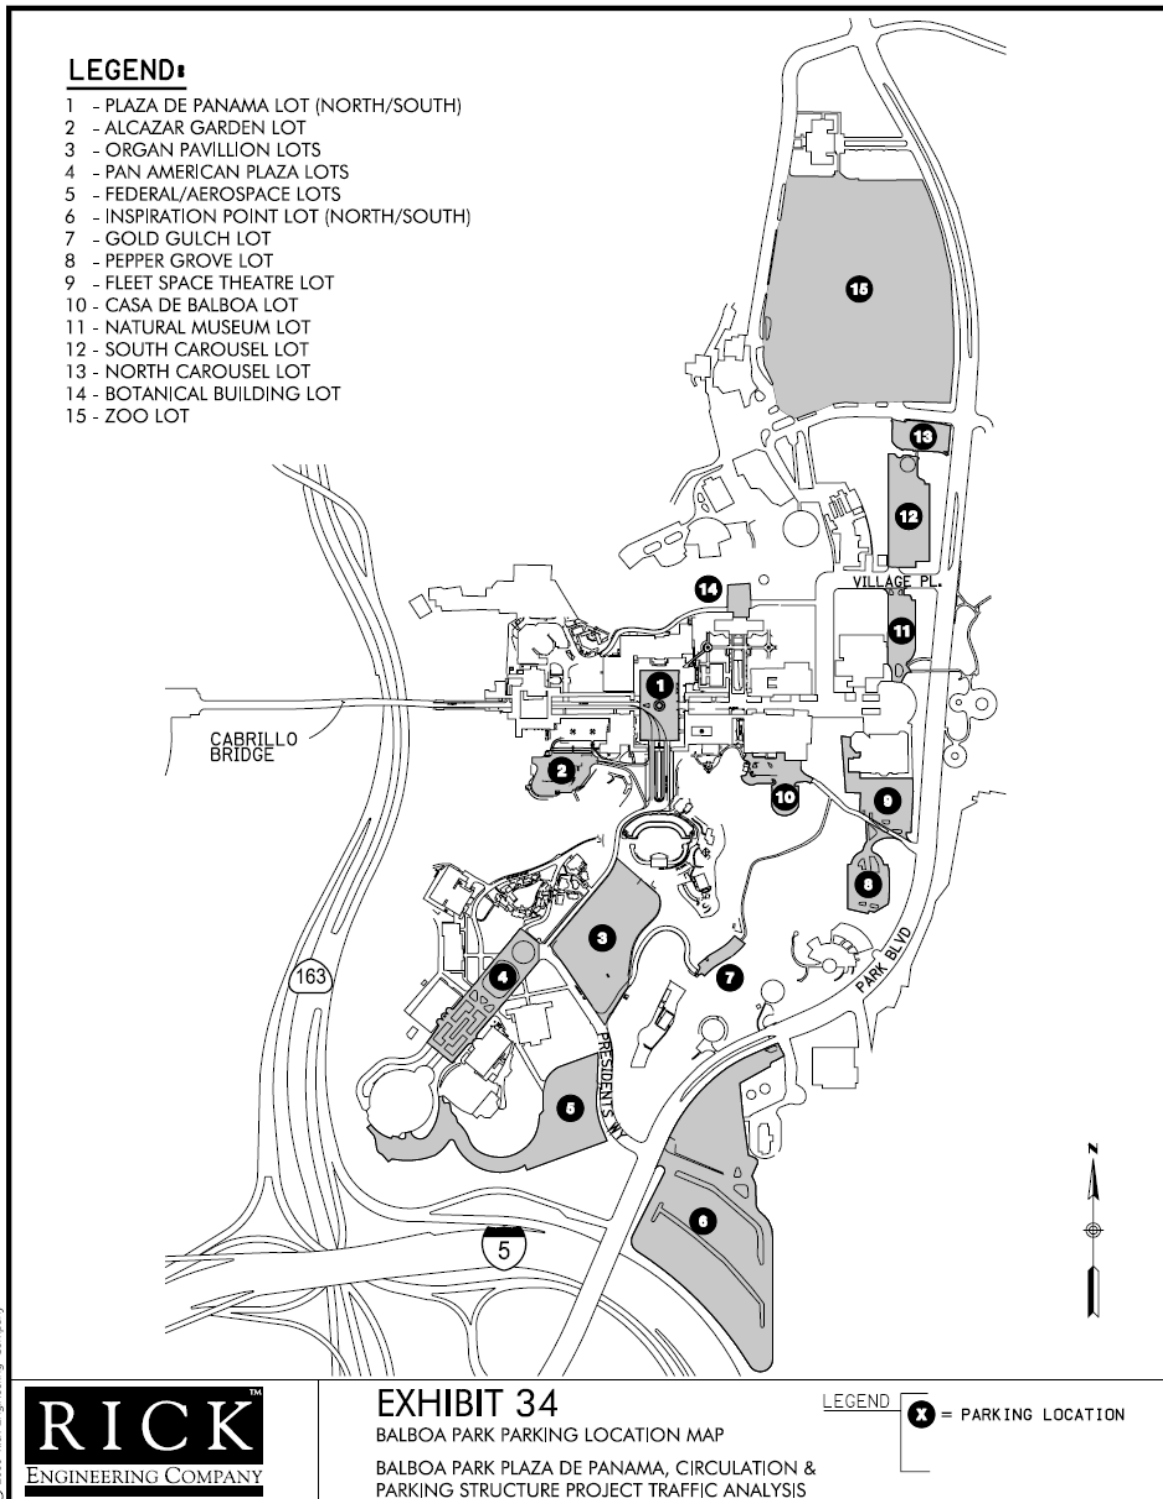 LEGEND:
1 - PLAZA DE PANAMA LOT (NORTH/SOUTH)
2 - ALCAZAR GARDEN LOT
3 - ORGAN PAVILLION LOTS
4 - PAN AMERICAN PLAZA LOTS
5 - FEDERAL/AEROSPACE LOTS
6 - INSPIRATION POINT LOT (NORTH/SOUTH)
7 - GOLD GULCH LOT
8 - PEPPER GROVE LOT
9 - FLEET SPACE THEATRE LOT
10 - CASA DE BALBOA LOT
11 - NATURAL MUSEUM LOT
12 - SOUTH CAROUSEL LOT
13 - NORTH CAROUSEL LOT
14 - BOTANICAL BUILDING LOT
15 - ZOO LOT
15
13
12
VILLAGE PL.
14
11
1
CABRILLO
BRIDGE
2
10
9
8
3
PARK BLVD
163
4
7
PRESIDENTS WY
5
6
5
N
RICK™
ENGINEERING COMPANY
EXHIBIT 34
BALBOA PARK PARKING LOCATION MAP
BALBOA PARK PLAZA DE PANAMA, CIRCULATION &
PARKING STRUCTURE PROJECT TRAFFIC ANALYSIS
LEGEND
X = PARKING LOCATION